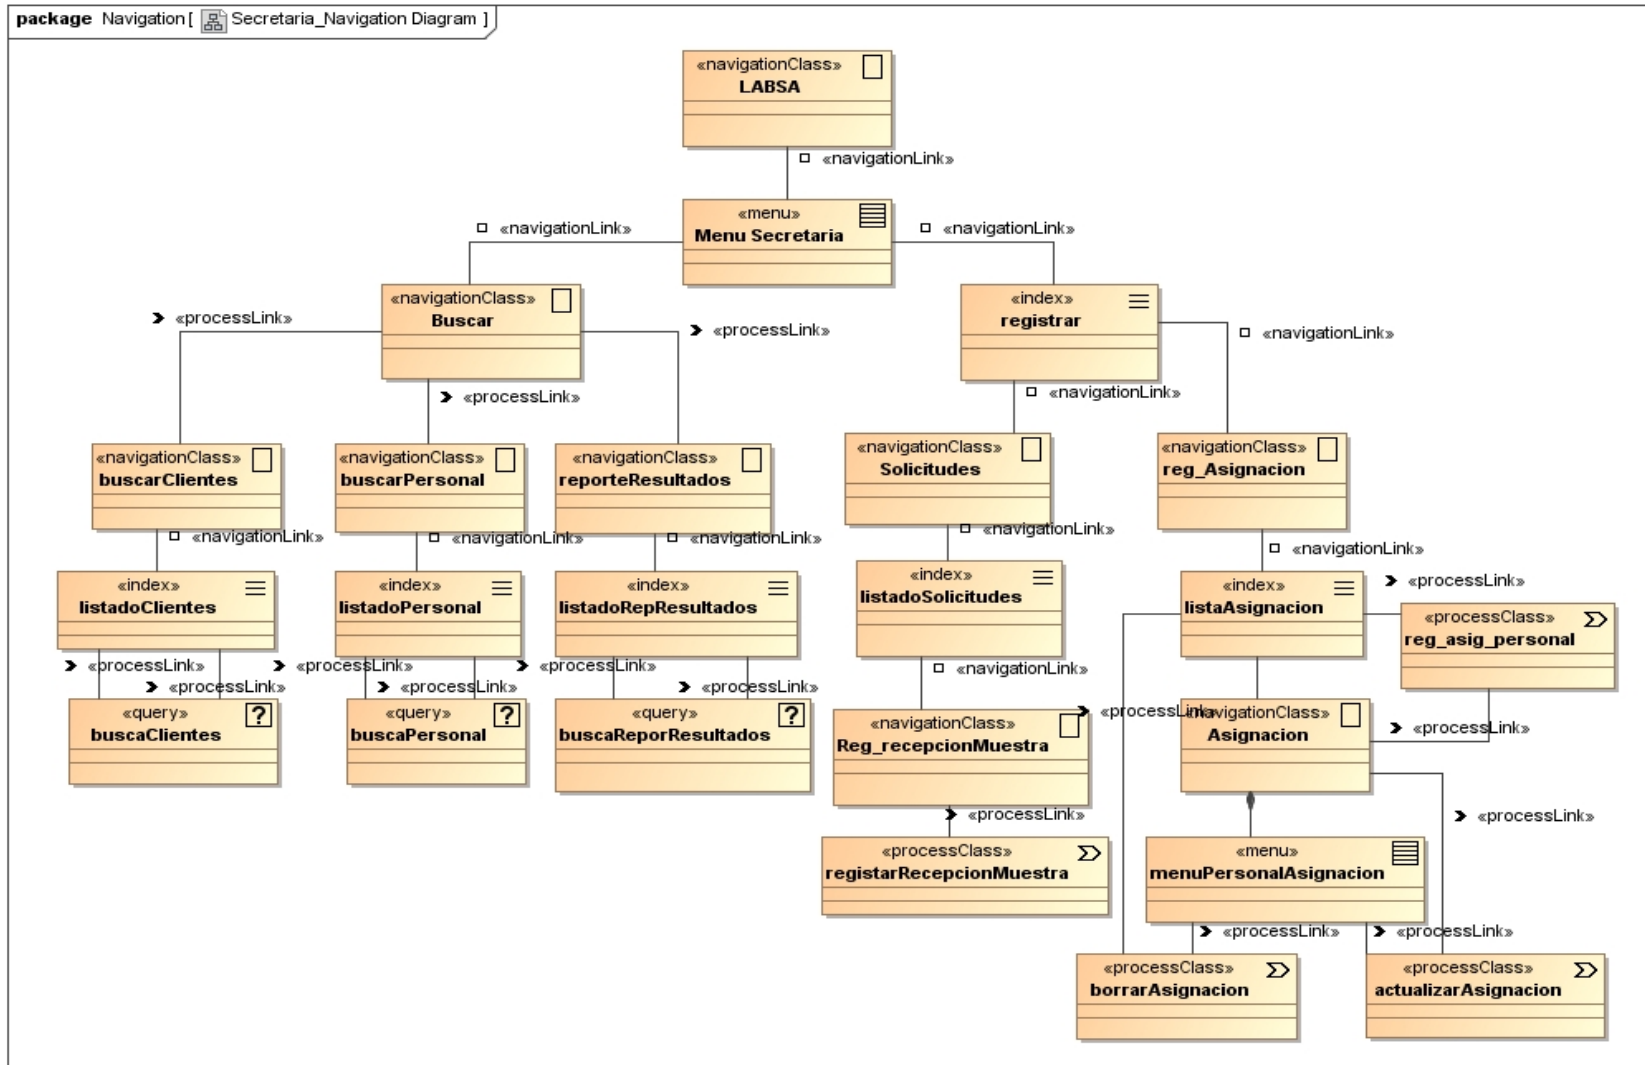 package Navigation [ Secretaria_Navigation Diagram ]
«navigationClass»
LABSA
«navigationLink»
«menu»
Menu Secretaria
«navigationLink»
«navigationLink»
«navigationClass»
Buscar
«index»
registrar
«processLink»
«processLink»
«navigationLink»
«processLink»
«navigationLink»
«navigationClass»
buscarClientes
«navigationClass»
buscarPersonal
«navigationClass»
reporteResultados
«navigationClass»
Solicitudes
«navigationClass»
reg_Asignacion
«navigationLink»
«navigationLink»
«navigationLink»
«navigationLink»
«navigationLink»
«index»
listadoClientes
«index»
listadoPersonal
«index»
listadoRepResultados
«index»
listadoSolicitudes
«index»
listaAsignacion
«processLink»
«processClass»
reg_asig_personal
«processLink»
«processLink»
«processLink»
«navigationLink»
«processLink»
«processLink»
«processLink»
«query»
buscaClientes
«query»
buscaPersonal
«query»
buscaReporResultados
«navigationClass»
Reg_recepcionMuestra
«processLink»
«navigationClass»
Asignacion
«processLink»
«processLink»
«processLink»
«processClass»
registarRecepcionMuestra
«menu»
menuPersonalAsignacion
«processLink»
«processLink»
«processClass»
borrarAsignacion
«processClass»
actualizarAsignacion